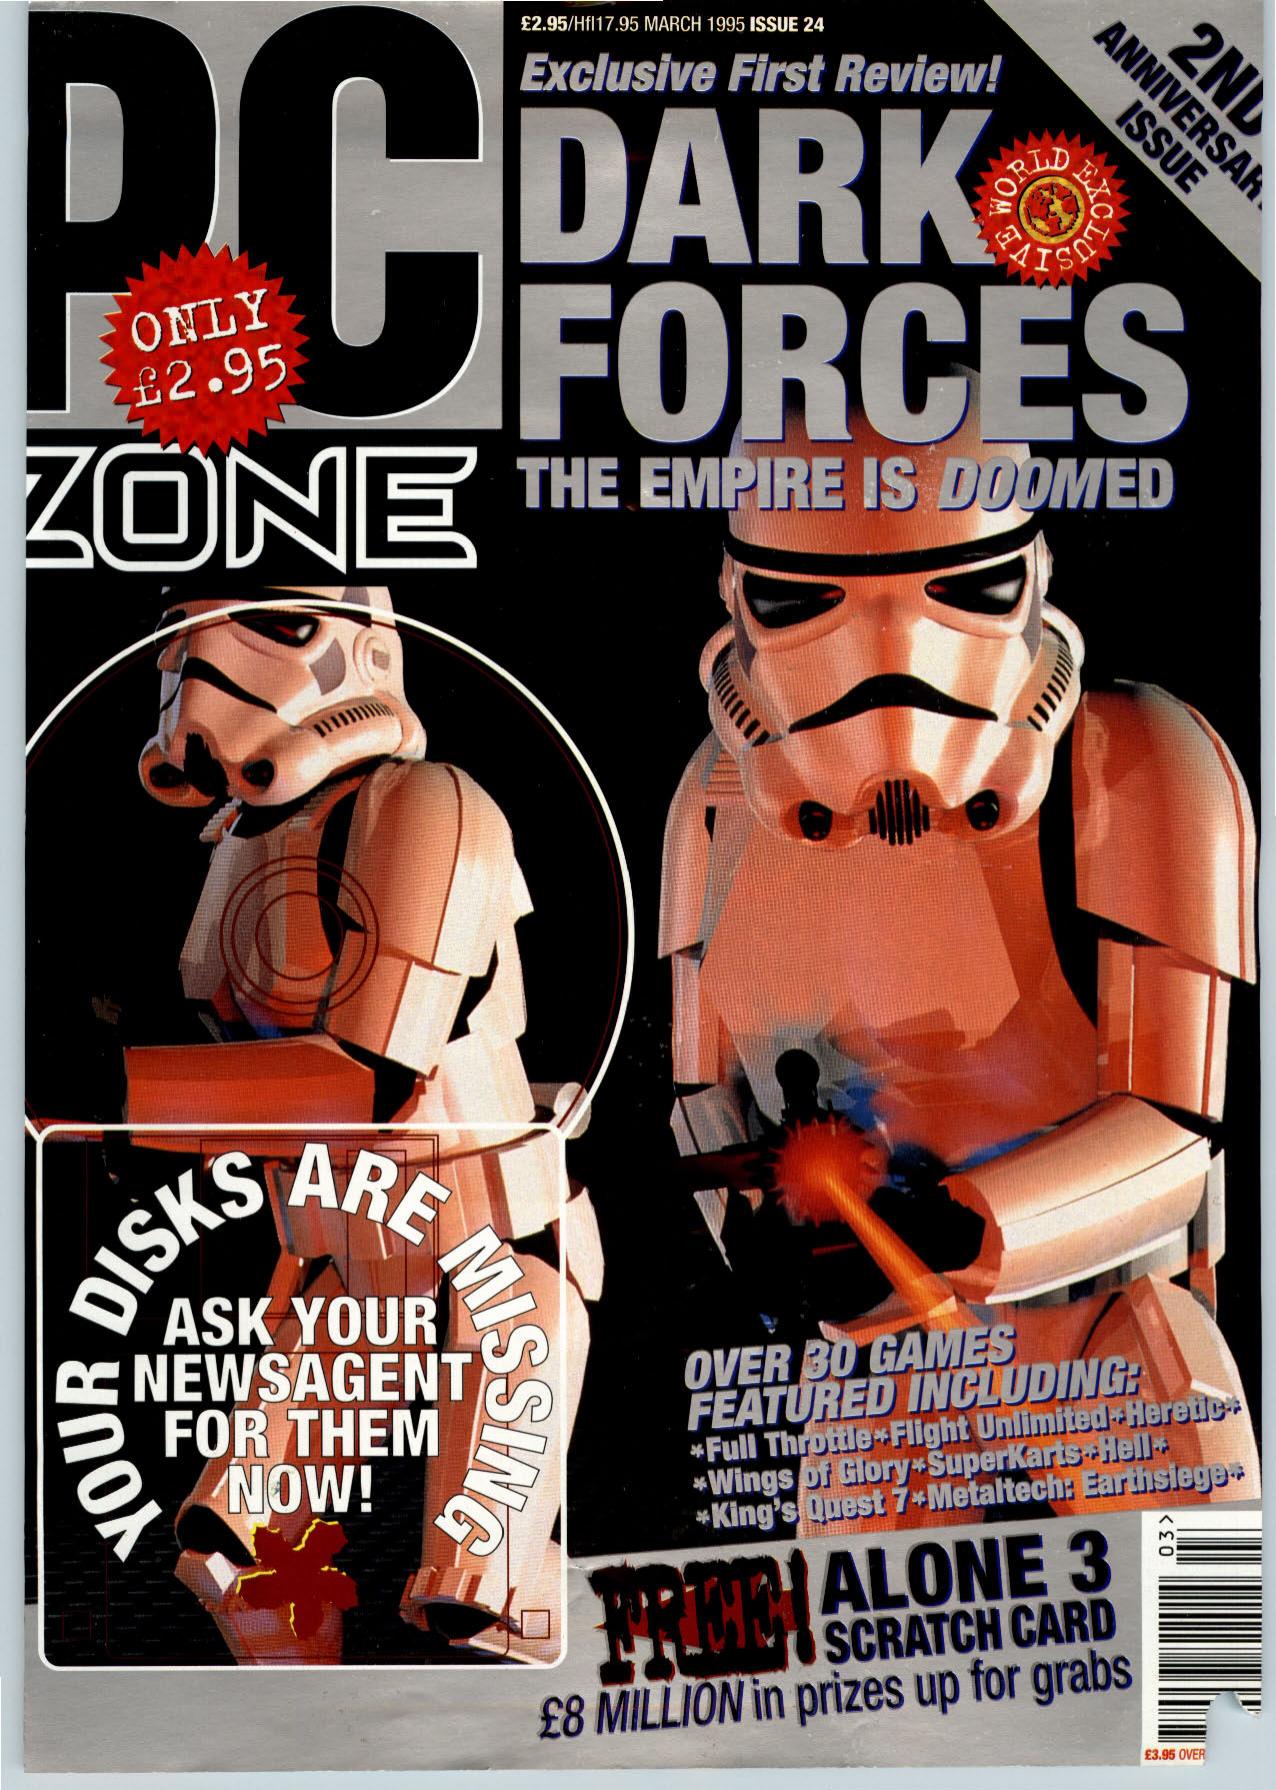 £2.95/Hfl17.95 MARCH 1995 ISSUE 24
2ND
ANNIVERSAR
ISSUE
PC
ZONE
ONLY
£2.95
Exclusive First Review!
DARK
FORCES
WORLD EXCLUSIVE
THE EMPIRE IS DOOMED
YOUR DISKS ARE MISSING
ASK YOUR
NEWSAGENT
FOR THEM
NOW!
OVER 30 GAMES
FEATURED INCLUDING:
*Full Throttle*Flight Unlimited*Heretic*
*Wings of Glory*SuperKarts*Hell*
*King's Quest 7*Metaltech: Earthsiege*
FREE! ALONE 3
SCRATCH CARD
£8 MILLION in prizes up for grabs
03>
£3.95 OVER